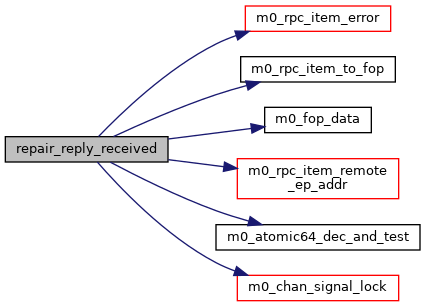 m0_rpc_item_error
m0_rpc_item_to_fop
m0_fop_data
repair_reply_received
m0_rpc_item_remote
_ep_addr
m0_atomic64_dec_and_test
m0_chan_signal_lock